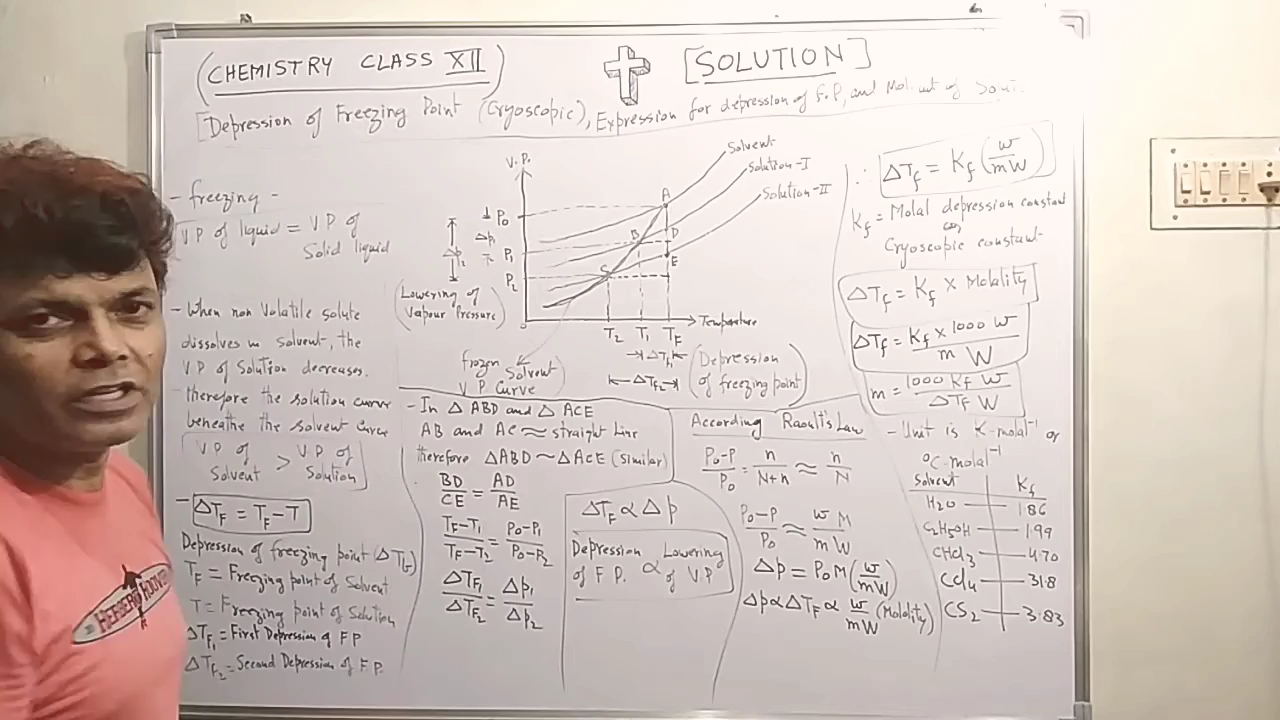 (CHEMISTRY CLASS XII)
[SOLUTION]
[Depression of Freezing Point (Cryoscopic), Expression for depression of F.P, and Mol. wt of
- freezing -
V P of liquid = V P of
Solid liquid
- When non Volatile solute
dissolves in solvent, the
V.P of Solution decreases.
- therefore the solution curve
beneathe the solvent curve
V P of Solvent > V.P of Solution
- ΔTF = TF - T
Depression of freezing point (ΔTf)
TF = Freezing point of Solvent
T = Freezing point of Solution
ΔTF1 = First Depression of F P
ΔTF2 = Second Depression of F P.
V.P.
Solvent
Solution-I
Solution-II
A
P0
Δp1
B
D
P1
Δp2
E
C
P2
(Lowering of
Vapour Pressure)
T2 T1 TF
Temperature
ΔTF1
ΔTF2
(Depression
of freezing point)
frozen Solvent
V P Curve
- In Δ ABD and Δ ACE
AB and AC ≈ straight Line
therefore ΔABD ~ ΔACE (similar)
BD/CE = AD/AE
TF-T1/TF-T2 = P0-P1/P0-P2
ΔTF1/ΔTF2 = Δp1/Δp2
ΔTF ∝ Δp
Depression of F P. ∝ Lowering of V.P
According Raoult's Law
P0-P/P0 = n/N+n ≈ n/N
P0-P/P0 ≈ w M/m W
Δp = P0 M (w/mW)
Δp ∝ ΔTF ∝ w/mW (Molality)
∴ ΔTf = Kf (w/mW)
Kf = Molal depression constant
(or)
Cryoscopic constant
ΔTf = Kf × Molality
ΔTf = Kf × 1000 w/m W
m = 1000 Kf w/ΔTF W
- Unit is K-molal⁻¹ or
°C-molal⁻¹
Solvent Kf
H2O 1.86
C2H5OH 1.99
CHCl3 4.70
CCl4 31.8
CS2 3.83